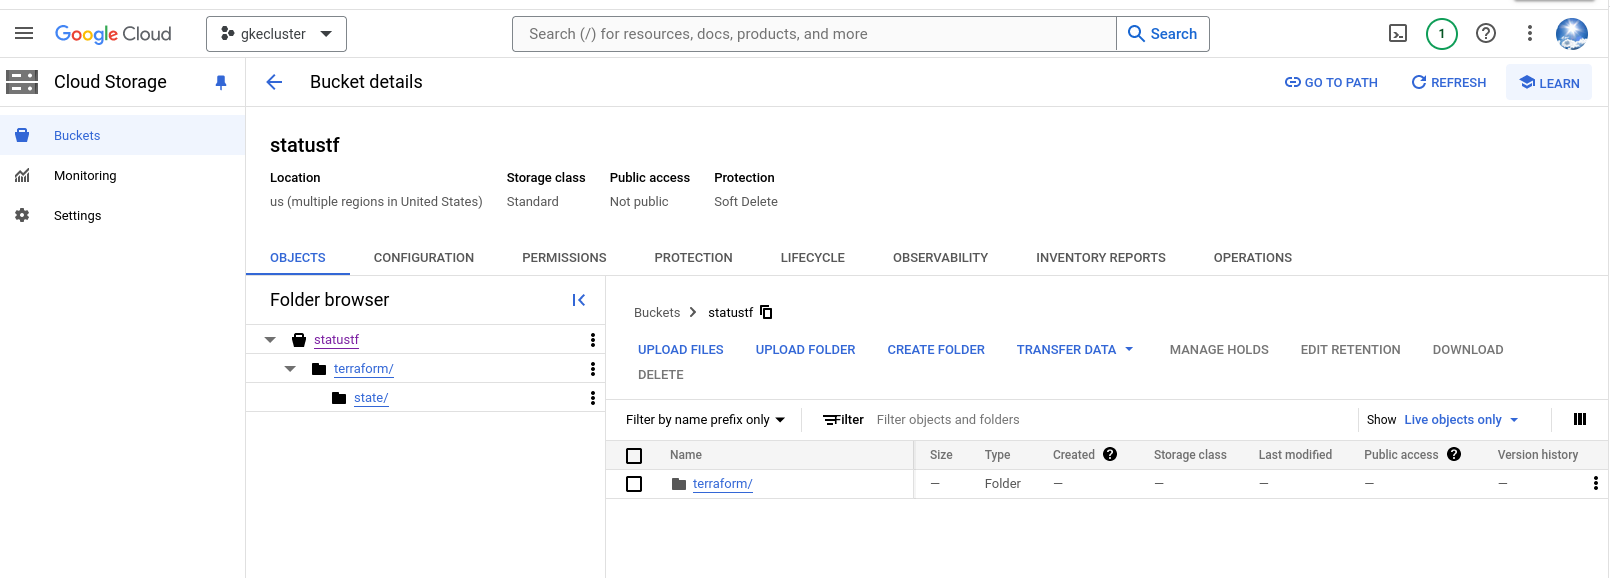 Google Cloud
gkecluster
Search (/) for resources, docs, products, and more
Search
1
Cloud Storage
Bucket details
GO TO PATH
REFRESH
LEARN
Buckets
Monitoring
Settings
statustf
Location Storage class Public access Protection
us (multiple regions in United States) Standard Not public Soft Delete
OBJECTS CONFIGURATION PERMISSIONS PROTECTION LIFECYCLE OBSERVABILITY INVENTORY REPORTS OPERATIONS
Folder browser
statustf
terraform/
state/
Buckets > statustf
UPLOAD FILES UPLOAD FOLDER CREATE FOLDER TRANSFER DATA MANAGE HOLDS EDIT RETENTION DOWNLOAD
DELETE
Filter by name prefix only Filter Filter objects and folders Show Live objects only
Name Size Type Created Storage class Last modified Public access Version history
terraform/ — Folder — — — — —